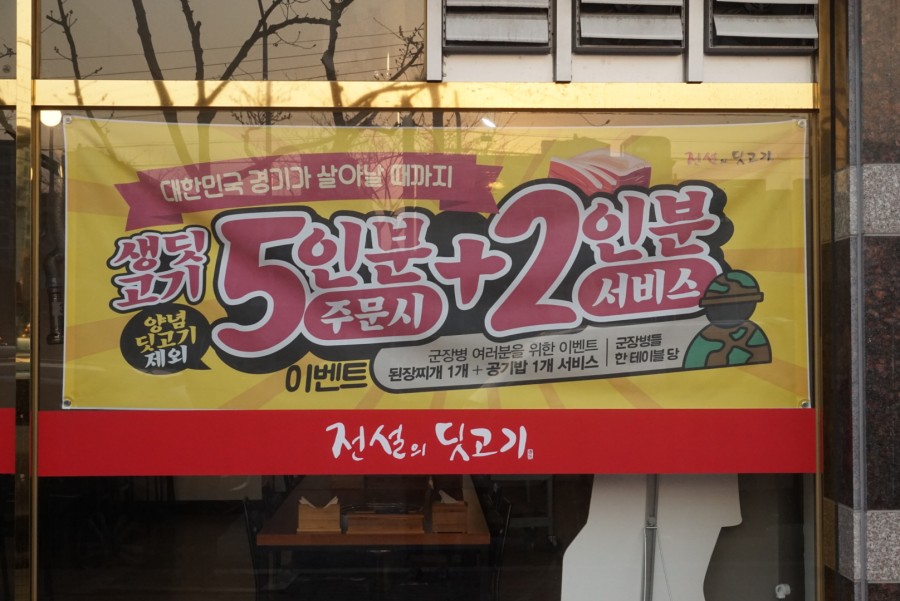 대한민국 경기가 살아날 때까지
전설의 뒷고기
생뒷고기
5인분+2인분
주문시
서비스
양념
뒷고기
제외
이벤트
군장병 여러분을 위한 이벤트
된장찌개 1개 + 공기밥 1개 서비스
군장병들
한 테이블 당
전설의 뒷고기